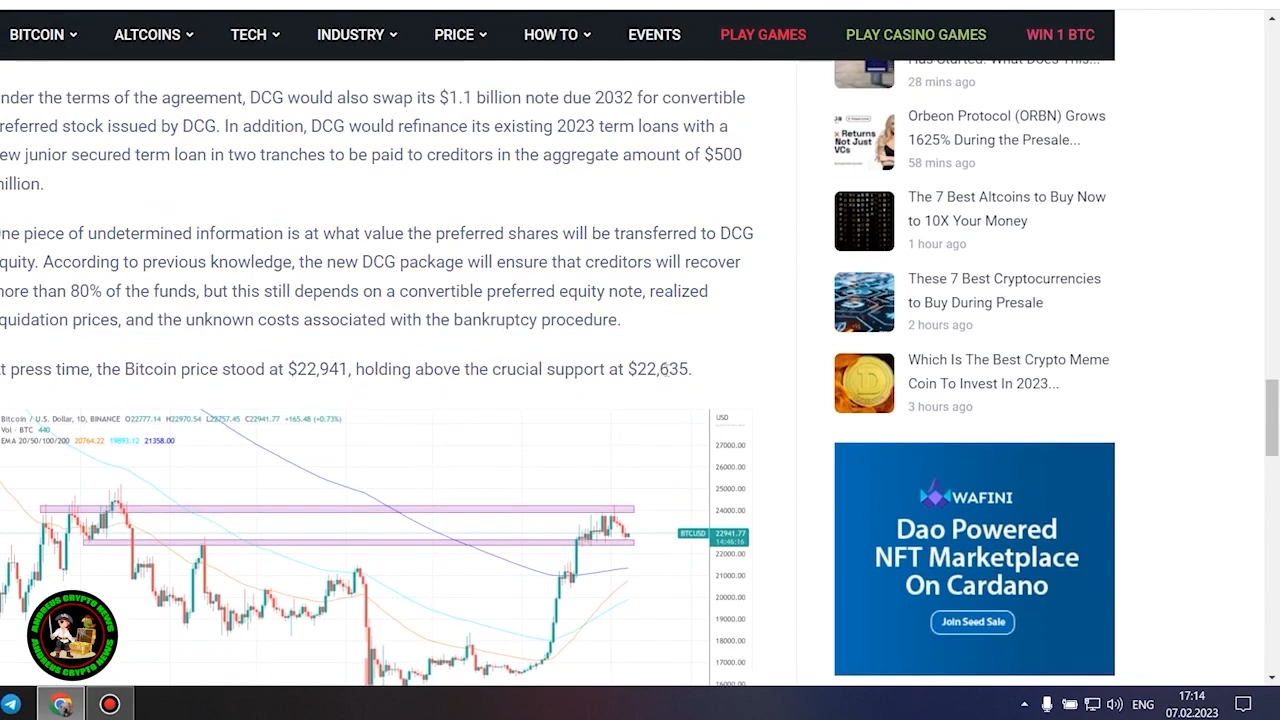 BITCOIN
ALTCOINS
TECH
INDUSTRY
PRICE
HOW TO
EVENTS
PLAY GAMES
PLAY CASINO GAMES
WIN 1 BTC
nder the terms of the agreement, DCG would also swap its $1.1 billion note due 2032 for convertible
referred stock issued by DCG. In addition, DCG would refinance its existing 2023 term loans with a
ew junior secured term loan in two tranches to be paid to creditors in the aggregate amount of $500
illion.
ne piece of undetermined information is at what value the preferred shares will be transferred to DCG
quity. According to previous knowledge, the new DCG package will ensure that creditors will recover
ore than 80% of their funds, but this still depends on a convertible preferred equity note, realized
quidation prices, and the unknown costs associated with the bankruptcy procedure.
t press time, the Bitcoin price stood at $22,941, holding above the crucial support at $22,635.
Bitcoin / U.S. Dollar, 1D, BINANCE O22777.14 H22970.54 L22757.45 C22941.77 +165.48 (+0.73%)
Vol · BTC 440
EMA 20/50/100/200 20764.22 19893.12 21358.00
USD
27000.00
26000.00
25000.00
24000.00
BTCUSD 22941.77
14:46:16
22000.00
21000.00
20000.00
19000.00
18000.00
17000.00
16000.00
Has Started: What Does This...
28 mins ago
Returns
Not Just
VCs
Orbeon Protocol (ORBN) Grows
1625% During the Presale...
58 mins ago
The 7 Best Altcoins to Buy Now
to 10X Your Money
1 hour ago
These 7 Best Cryptocurrencies
to Buy During Presale
2 hours ago
Which Is The Best Crypto Meme
Coin To Invest In 2023...
3 hours ago
WAFINI
Dao Powered
NFT Marketplace
On Cardano
Join Seed Sale
ANDREUS CRYPTO NEWS
ANDREUS CRYPTO NEWS
ENG
17:14
07.02.2023